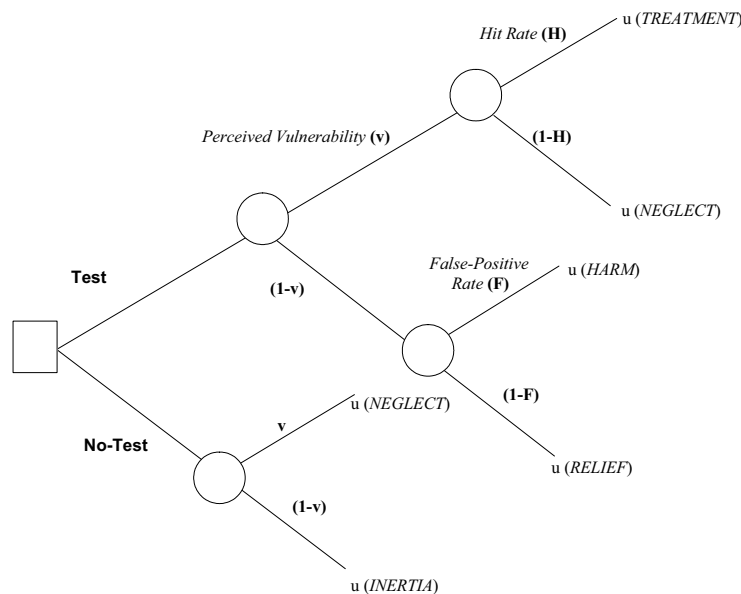 Hit Rate (H)
u (TREATMENT)
Perceived Vulnerability (v)
(1-H)
u (NEGLECT)
Test
(1-v)
False-Positive
Rate (F)
u (HARM)
(1-F)
u (RELIEF)
No-Test
v
u (NEGLECT)
(1-v)
u (INERTIA)